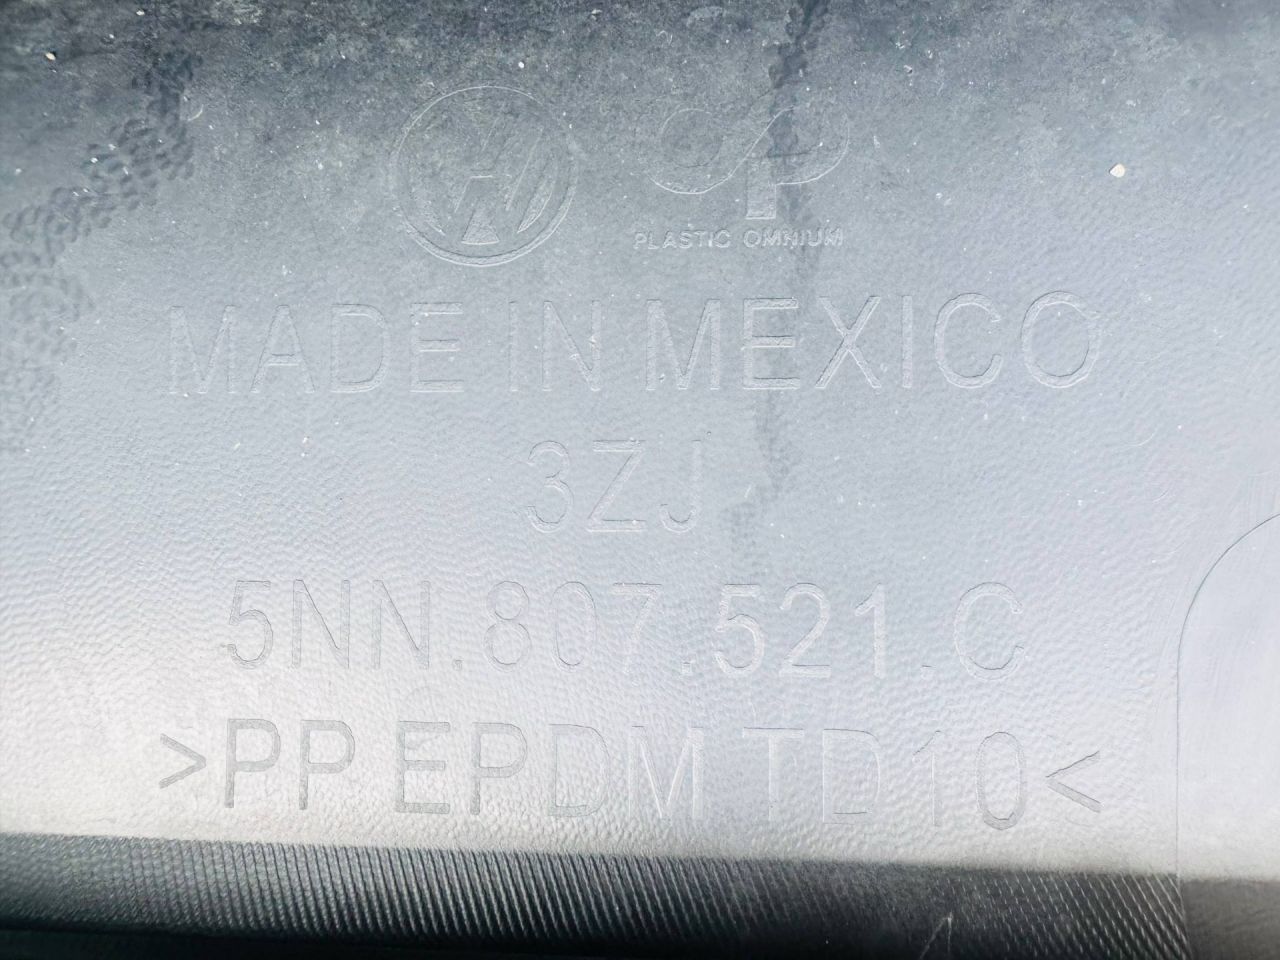 PLASTIC OMNIUM
MADE IN MEXICO
3ZJ
5NN.807.521.C
>PP EPDM TD10<